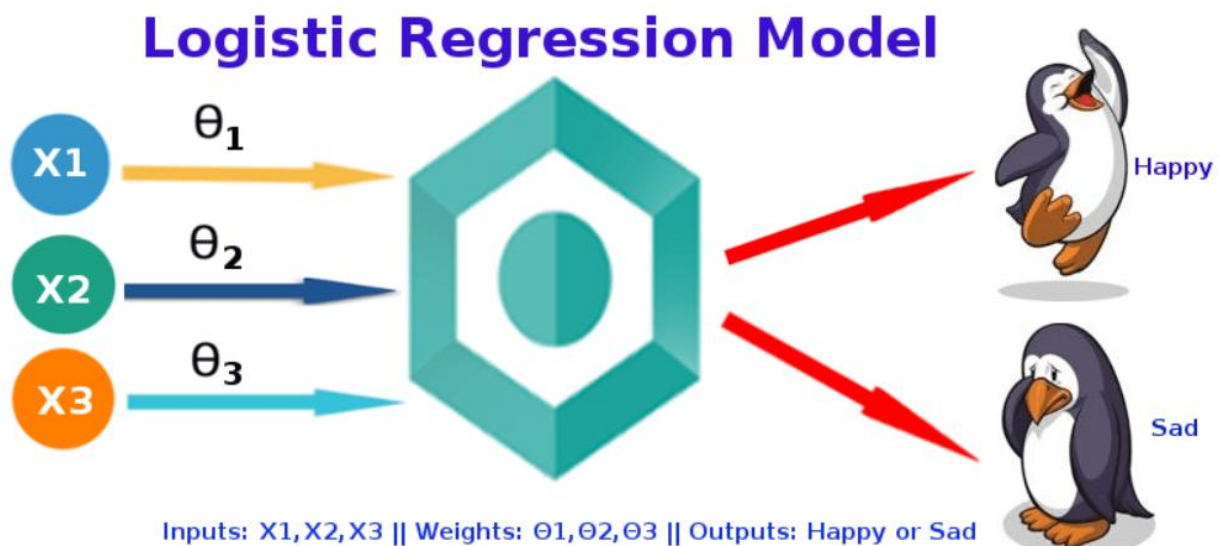 Logistic Regression Model
X1
θ1
X2
θ2
X3
θ3
Happy
Sad
Inputs: X1,X2,X3 || Weights: Θ1,Θ2,Θ3 || Outputs: Happy or Sad